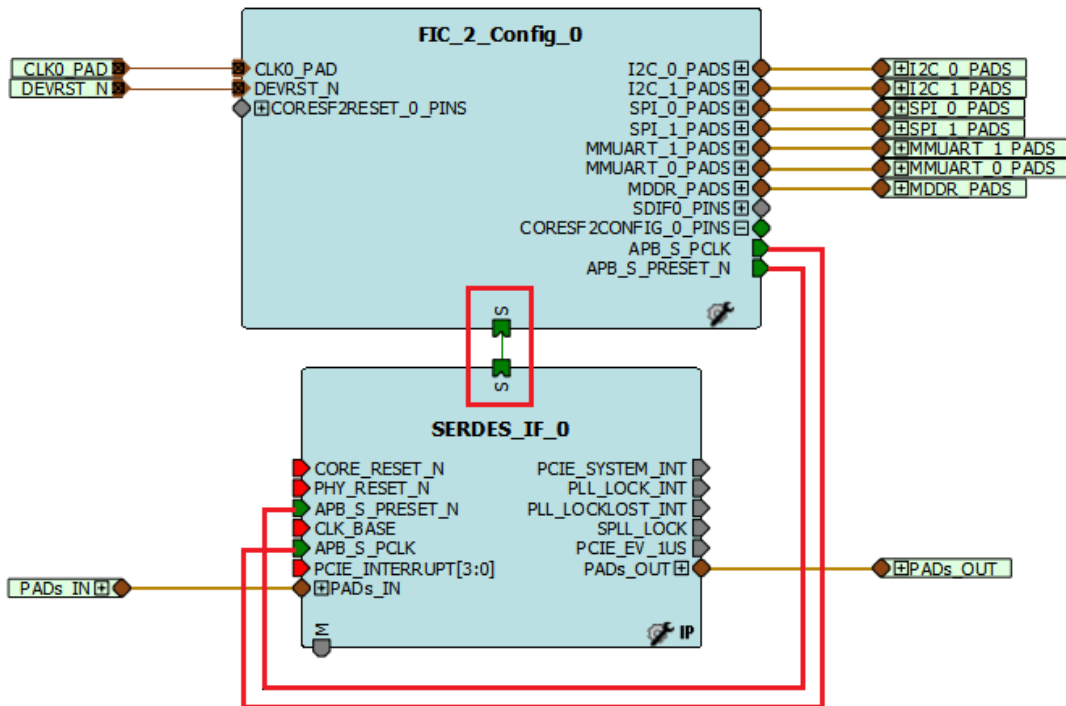 FIC_2_Config_0
CLK0_PAD
DEVRST_N
CLK0_PAD
DEVRST_N
CORESF2RESET_0_PINS
I2C_0_PADS
I2C_1_PADS
SPI_0_PADS
SPI_1_PADS
MMUART_1_PADS
MMUART_0_PADS
MDDR_PADS
SDIF0_PINS
CORESF2CONFIG_0_PINS
APB_S_PCLK
APB_S_PRESET_N
I2C_0_PADS
I2C_1_PADS
SPI_0_PADS
SPI_1_PADS
MMUART_1_PADS
MMUART_0_PADS
MDDR_PADS
S
S
SERDES_IF_0
CORE_RESET_N
PHY_RESET_N
APB_S_PRESET_N
CLK_BASE
APB_S_PCLK
PCIE_INTERRUPT[3:0]
PADs_IN
PADs_IN
PCIE_SYSTEM_INT
PLL_LOCK_INT
PLL_LOCKLOST_INT
SPLL_LOCK
PCIE_EV_1US
PADs_OUT
PADs_OUT
M
IP